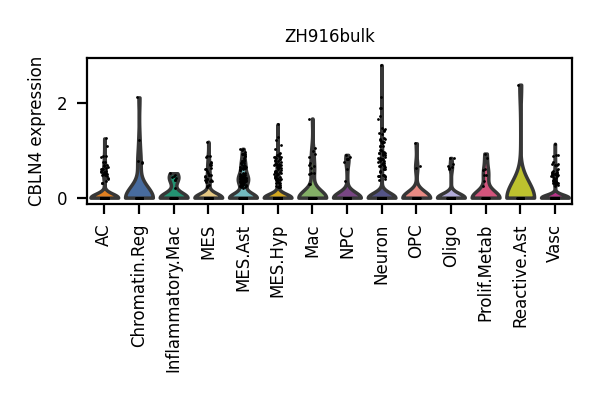 ZH916bulk
CBLN4 expression
2
0
AC
Chromatin.Reg
Inflammatory.Mac
MES
MES.Ast
MES.Hyp
Mac
NPC
Neuron
OPC
Oligo
Prolif.Metab
Reactive.Ast
Vasc